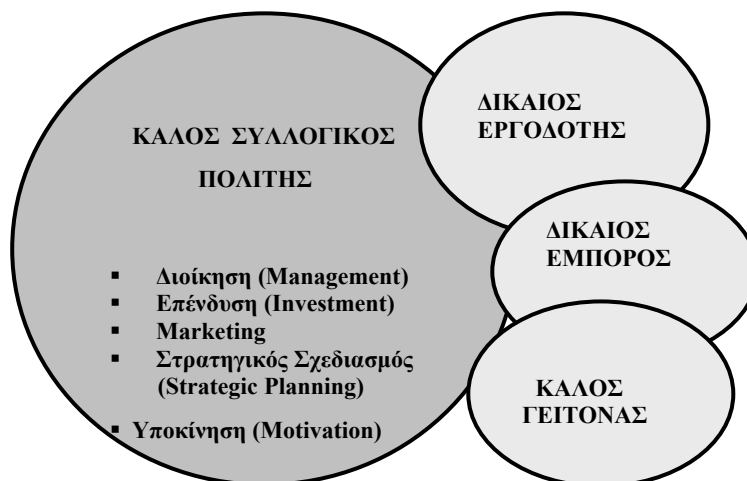 ΚΑΛΟΣ ΣΥΛΛΟΓΙΚΟΣ
ΠΟΛΙΤΗΣ
▪ Διοίκηση (Management)
▪ Επένδυση (Investment)
▪ Marketing
▪ Στρατηγικός Σχεδιασμός
(Strategic Planning)
▪ Υποκίνηση (Motivation)
ΔΙΚΑΙΟΣ
ΕΡΓΟΔΟΤΗΣ
ΔΙΚΑΙΟΣ
ΕΜΠΟΡΟΣ
ΚΑΛΟΣ
ΓΕΙΤΟΝΑΣ